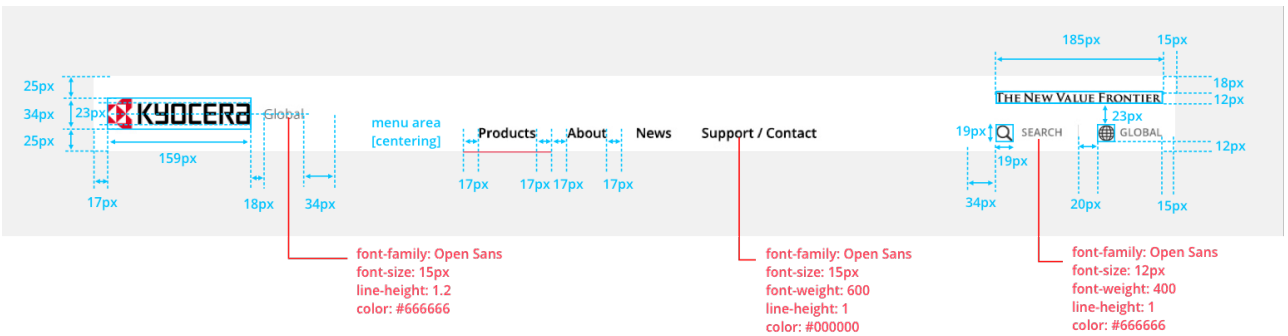 185px 15px
25px
18px
34px 23px KYOCERA Global
THE NEW VALUE FRONTIER 12px
menu area
[centering]
23px
Products About News Support / Contact
19px SEARCH GLOBAL
25px
12px
159px
19px
17px 17px 17px 17px
17px 18px 34px
34px 20px 15px
font-family: Open Sans
font-size: 15px
line-height: 1.2
color: #666666
font-family: Open Sans
font-size: 15px
font-weight: 600
line-height: 1
color: #000000
font-family: Open Sans
font-size: 12px
font-weight: 400
line-height: 1
color: #666666